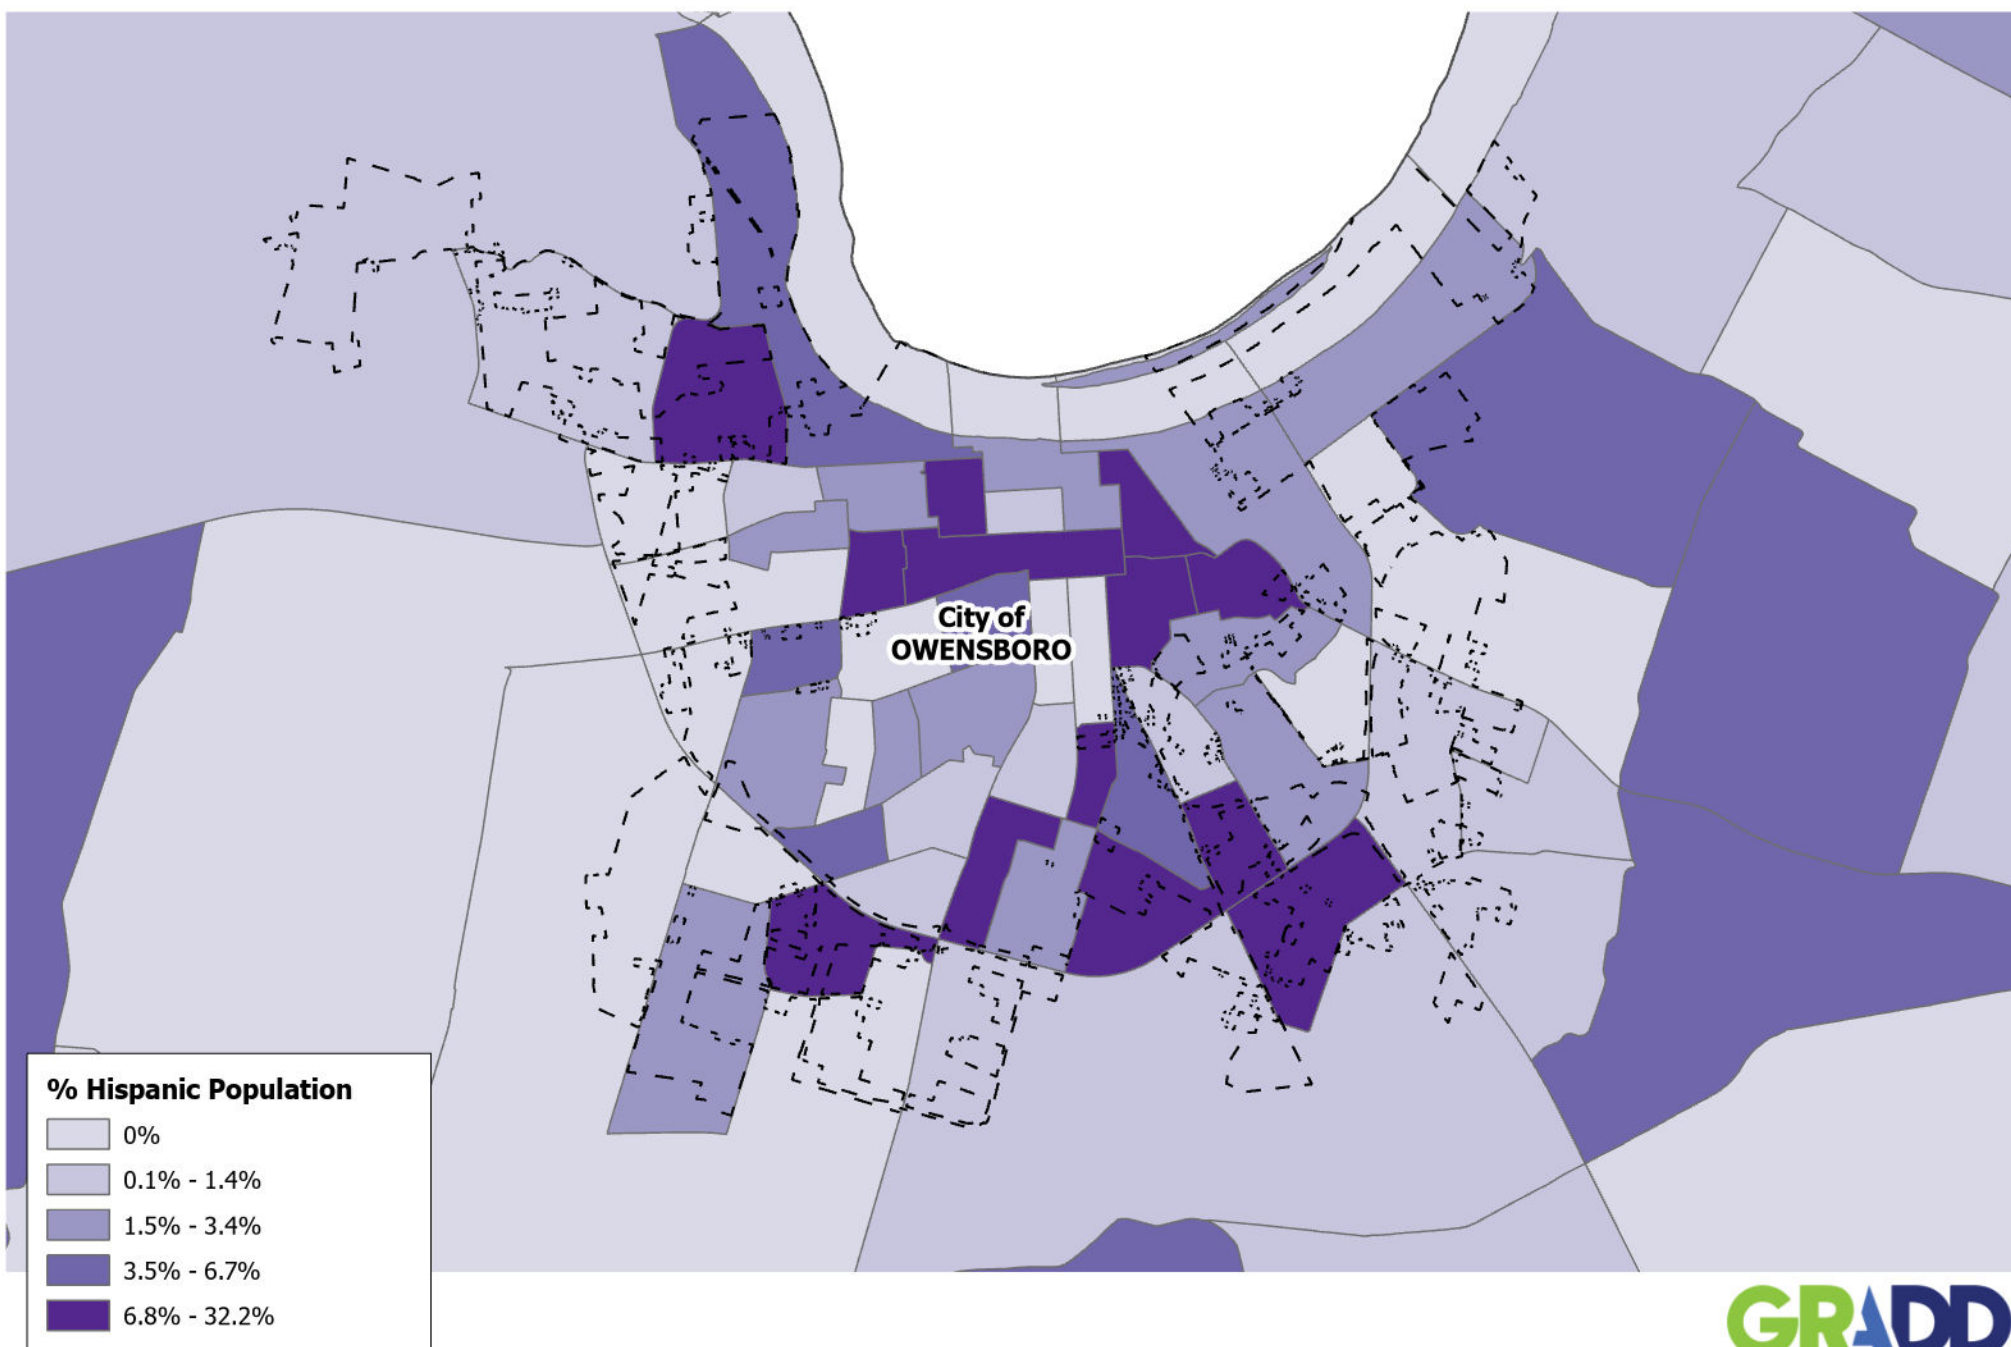 City of
OWENSBORO
% Hispanic Population
0%
0.1% - 1.4%
1.5% - 3.4%
3.5% - 6.7%
6.8% - 32.2%
GRADD